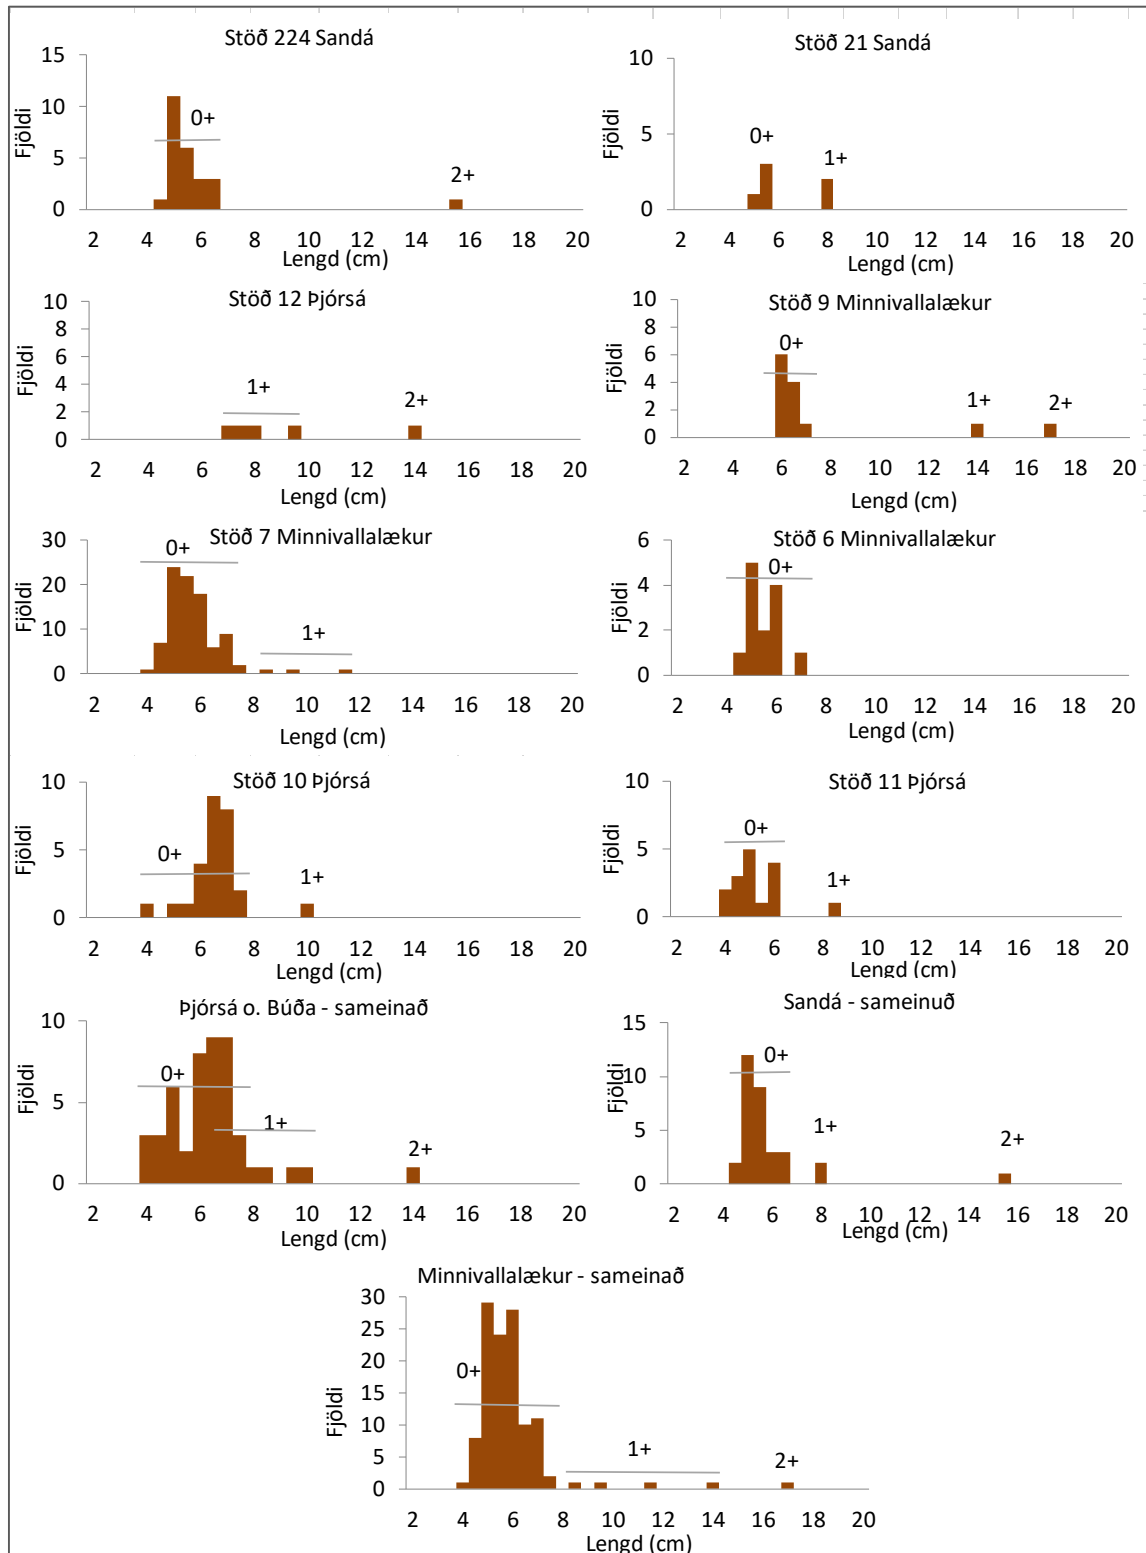 Stöð 224 Sandá
15
10
5
0
Fjöldi
0+
2+
2 4 6 8 10 12 14 16 18 20
Lengd (cm)
Stöð 21 Sandá
10
5
0
Fjöldi
0+
1+
2 4 6 8 10 12 14 16 18 20
Lengd (cm)
Stöð 12 Þjórsá
10
8
6
4
2
0
Fjöldi
1+
2+
2 4 6 8 10 12 14 16 18 20
Lengd (cm)
Stöð 9 Minnivallalækur
10
8
6
4
2
0
Fjöldi
0+
1+
2+
2 4 6 8 10 12 14 16 18 20
Lengd (cm)
Stöð 7 Minnivallalækur
30
20
10
0
Fjöldi
0+
1+
2 4 6 8 10 12 14 16 18 20
Lengd (cm)
Stöð 6 Minnivallalækur
6
4
2
0
Fjöldi
0+
2 4 6 8 10 12 14 16 18 20
Lengd (cm)
Stöð 10 Þjórsá
10
5
0
Fjöldi
0+
1+
2 4 6 8 10 12 14 16 18 20
Lengd (cm)
Stöð 11 Þjórsá
10
5
0
Fjöldi
0+
1+
2 4 6 8 10 12 14 16 18 20
Lengd (cm)
Þjórsá o. Búða - sameinað
10
5
0
Fjöldi
0+
1+
2+
2 4 6 8 10 12 14 16 18 20
Lengd (cm)
Sandá - sameinuð
15
10
5
0
Fjöldi
0+
1+
2+
2 4 6 8 10 12 14 16 18 20
Lengd (cm)
Minnivallalækur - sameinað
30
25
20
15
10
5
0
Fjöldi
0+
1+
2+
2 4 6 8 10 12 14 16 18 20
Lengd (cm)